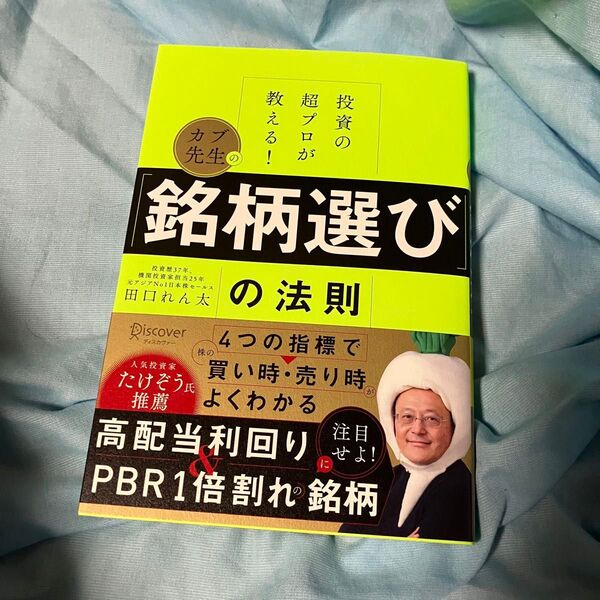 投資の
超プロが
教える!
カブ
先生の
「銘柄選び」
の法則
投資歴37年、
機関投資家担当25年
元アジアNo1日本株セールス
田口れん太
Discover
ディスカヴァー
4つの指標で
株の
買い時・売り時が
よくわかる
人気投資家
たけぞう氏
推薦
高配当利回り
&
PBR1倍割れの銘柄
に
注目
せよ!